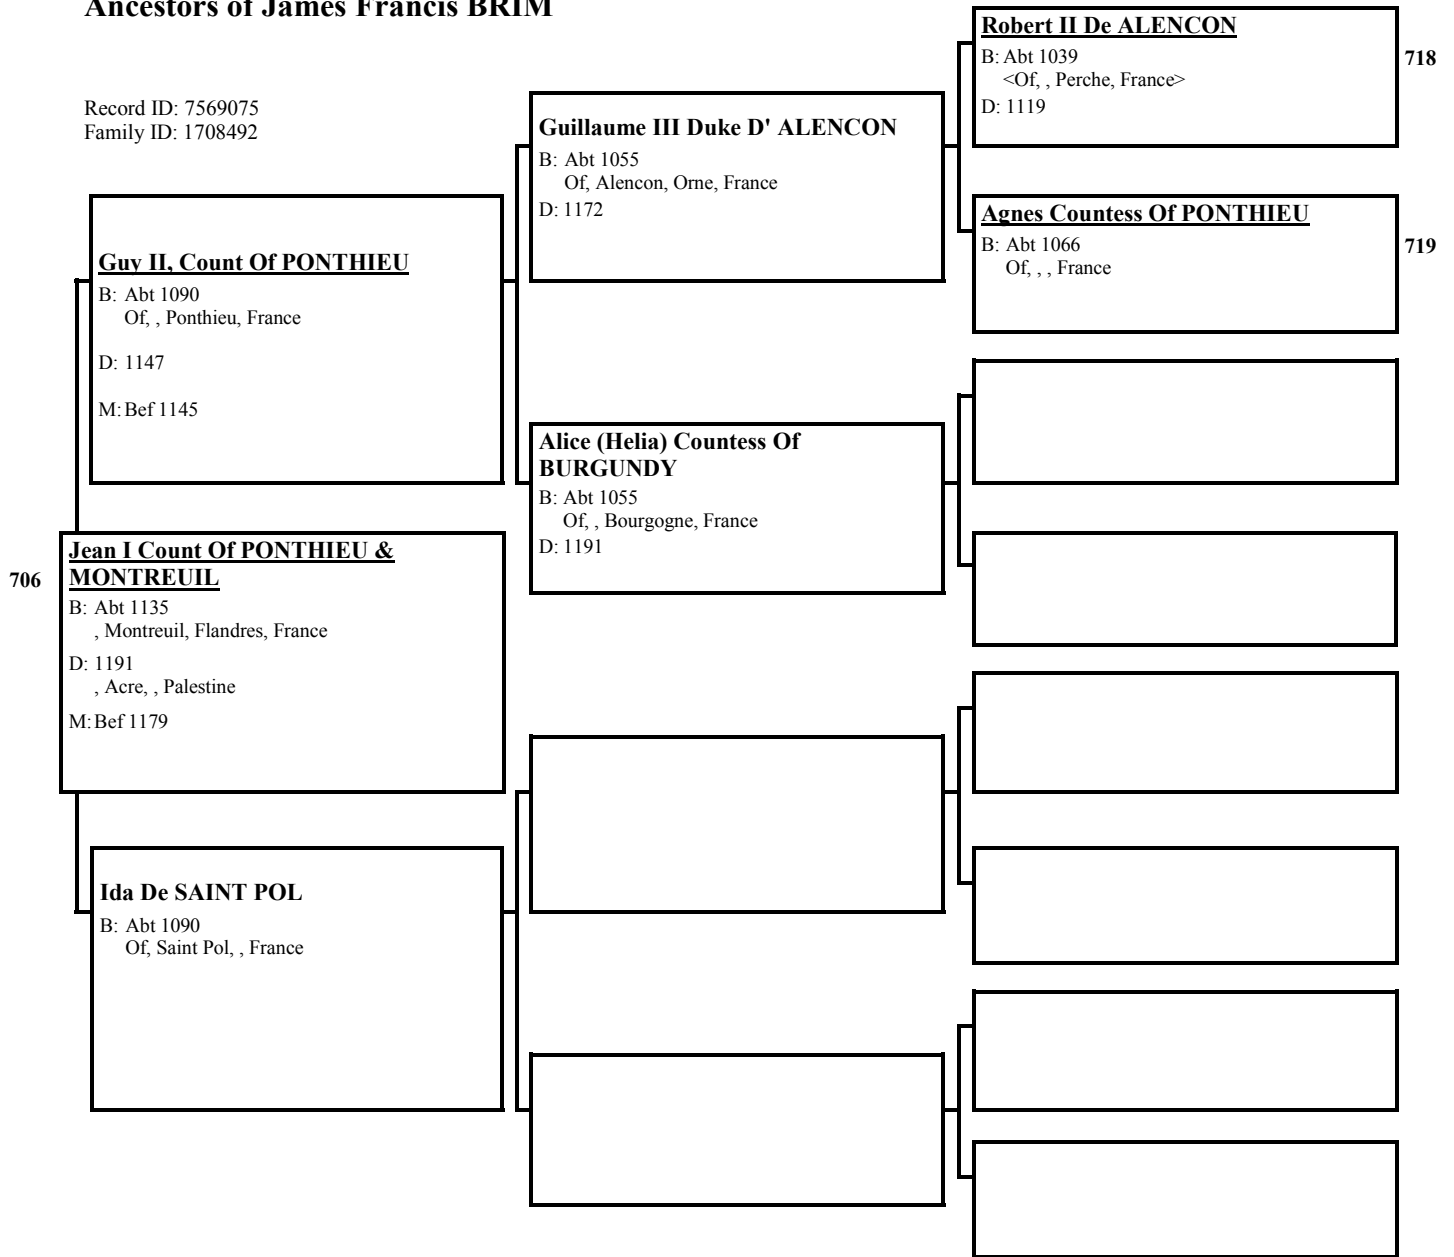 Ancestors of James Francis BRIM
Record ID: 7569075
Family ID: 1708492
Robert II De ALENCON
B: Abt 1039
<Of, , Perche, France>
D: 1119
718
Guillaume III Duke D' ALENCON
B: Abt 1055
Of, Alencon, Orne, France
D: 1172
Agnes Countess Of PONTHIEU
B: Abt 1066
Of, , , France
719
Guy II, Count Of PONTHIEU
B: Abt 1090
Of, , Ponthieu, France
D: 1147
M: Bef 1145
Alice (Helia) Countess Of
BURGUNDY
B: Abt 1055
Of, , Bourgogne, France
D: 1191
706
Jean I Count Of PONTHIEU &
MONTREUIL
B: Abt 1135
, Montreuil, Flandres, France
D: 1191
, Acre, , Palestine
M: Bef 1179
Ida De SAINT POL
B: Abt 1090
Of, Saint Pol, , France